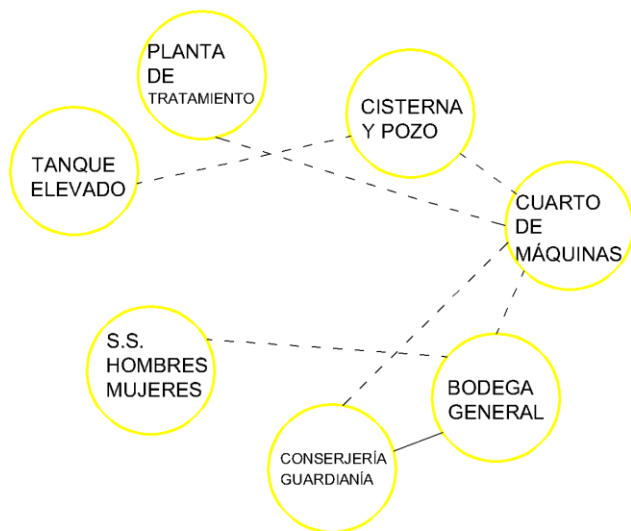 PLANTA
DE
TRATAMIENTO
CISTERNA
Y POZO
TANQUE
ELEVADO
CUARTO
DE
MÁQUINAS
S.S.
HOMBRES
MUJERES
BODEGA
GENERAL
CONSERJERÍA
GUARDIANÍA